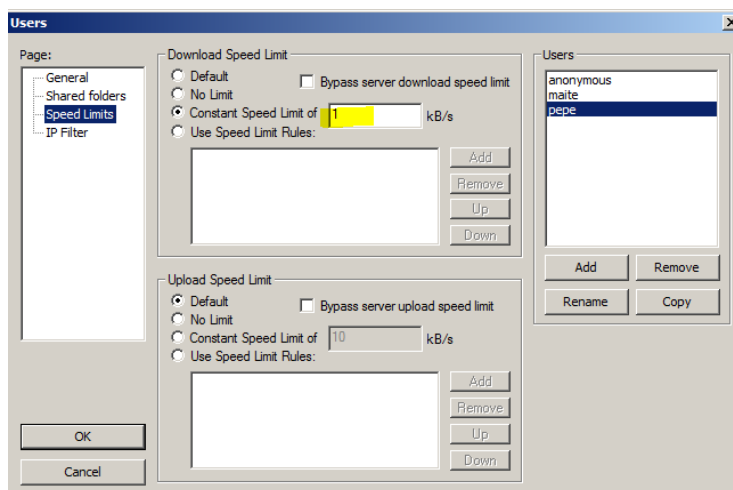 Users
Page:
General
Shared folders
Speed Limits
IP Filter
OK
Cancel
Download Speed Limit
Default
Bypass server download speed limit
No Limit
Constant Speed Limit of 1 kB/s
Use Speed Limit Rules:
Add
Remove
Up
Down
Upload Speed Limit
Default
Bypass server upload speed limit
No Limit
Constant Speed Limit of 10 kB/s
Use Speed Limit Rules:
Add
Remove
Up
Down
Users
anonymous
maite
pepe
Add Remove
Rename Copy